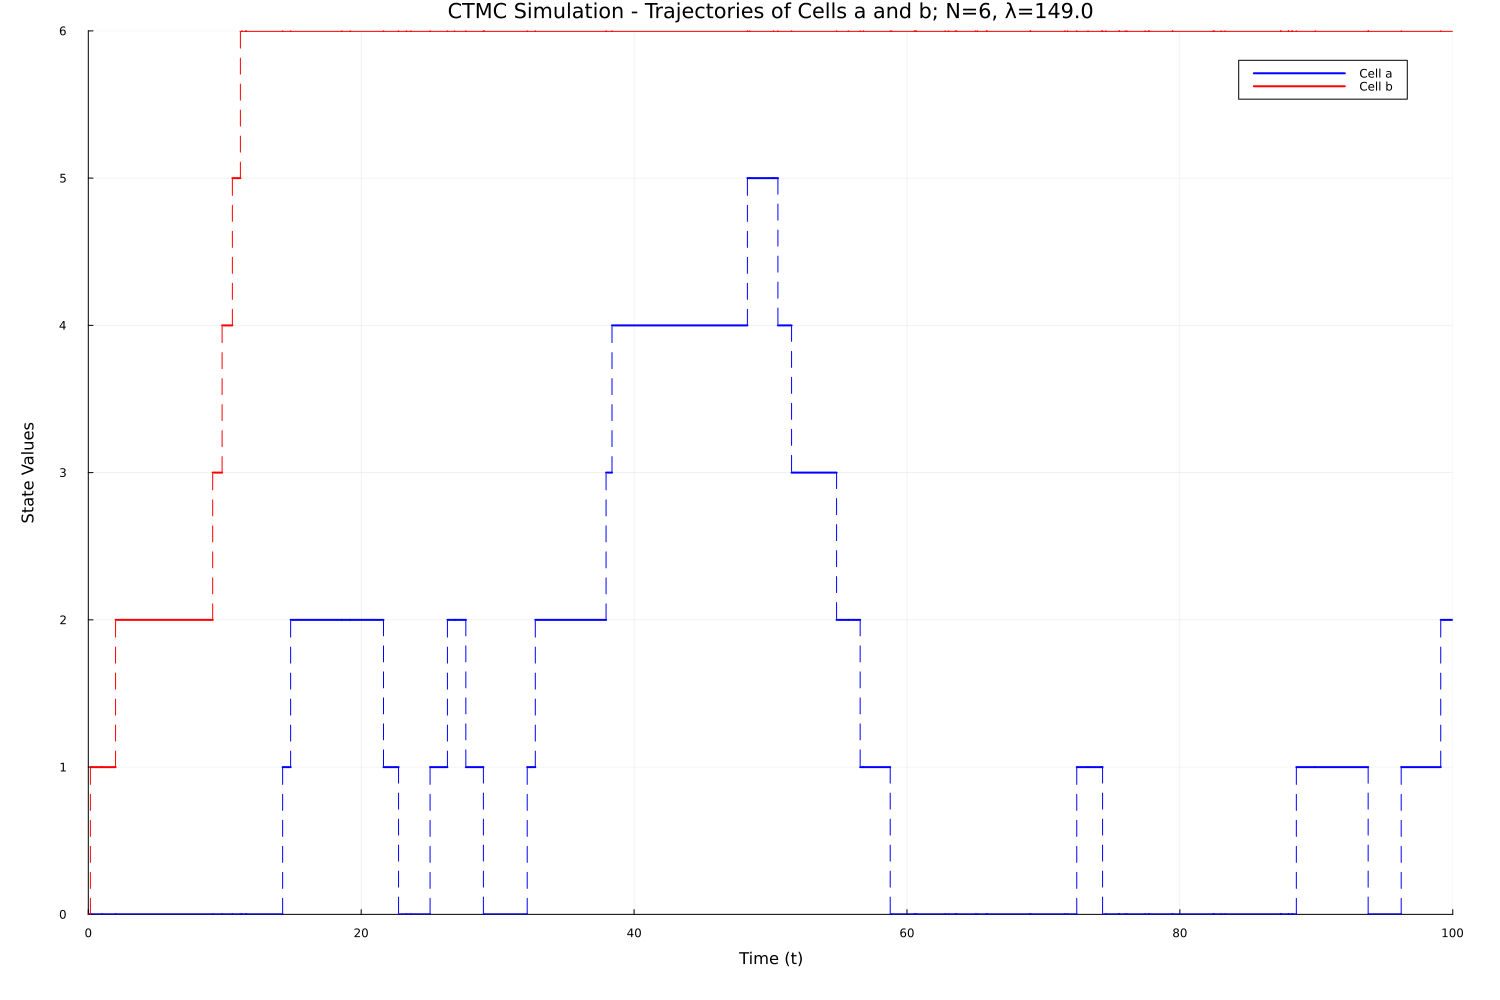 CTMC Simulation - Trajectories of Cells a and b; N=6, λ=149.0
6
Cell a
Cell b
5
4
3
State Values
2
1
0
0 20 40 60 80 100
Time (t)